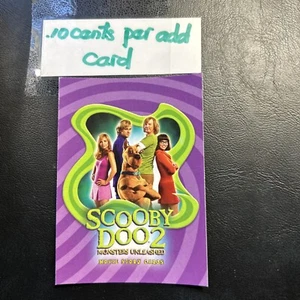 .10 cents per add
card
SCOOBY
DOO 2
MONSTERS UNLEASHED